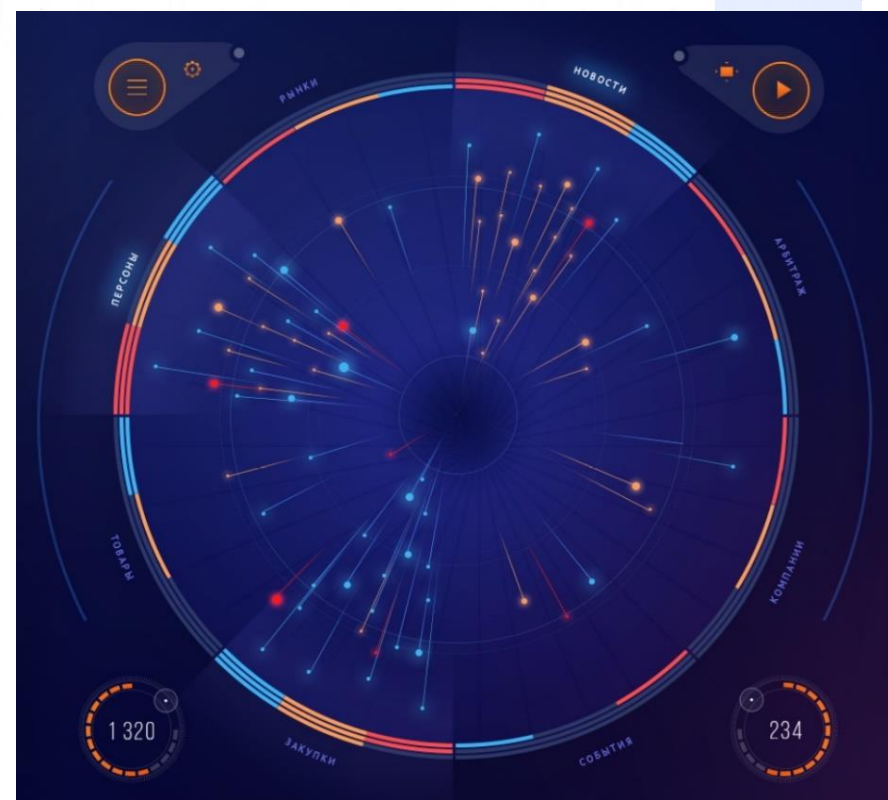 РЫНКИ
НОВОСТИ
ПЕРСОНЫ
АРБИТРАЖ
ТОВАРЫ
КОМПАНИИ
ЗАКУПКИ
СОБЫТИЯ
1 320
234